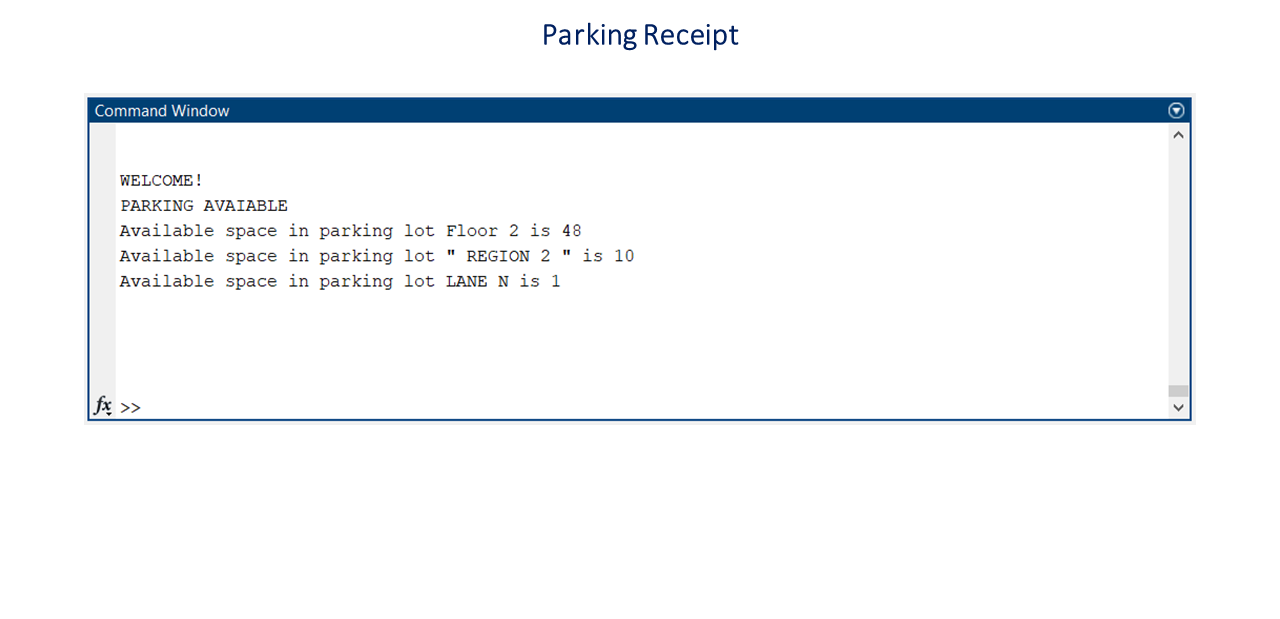 Parking Receipt
Command Window
WELCOME!
PARKING AVAIABLE
Available space in parking lot Floor 2 is 48
Available space in parking lot " REGION 2 " is 10
Available space in parking lot LANE N is 1
fx >>